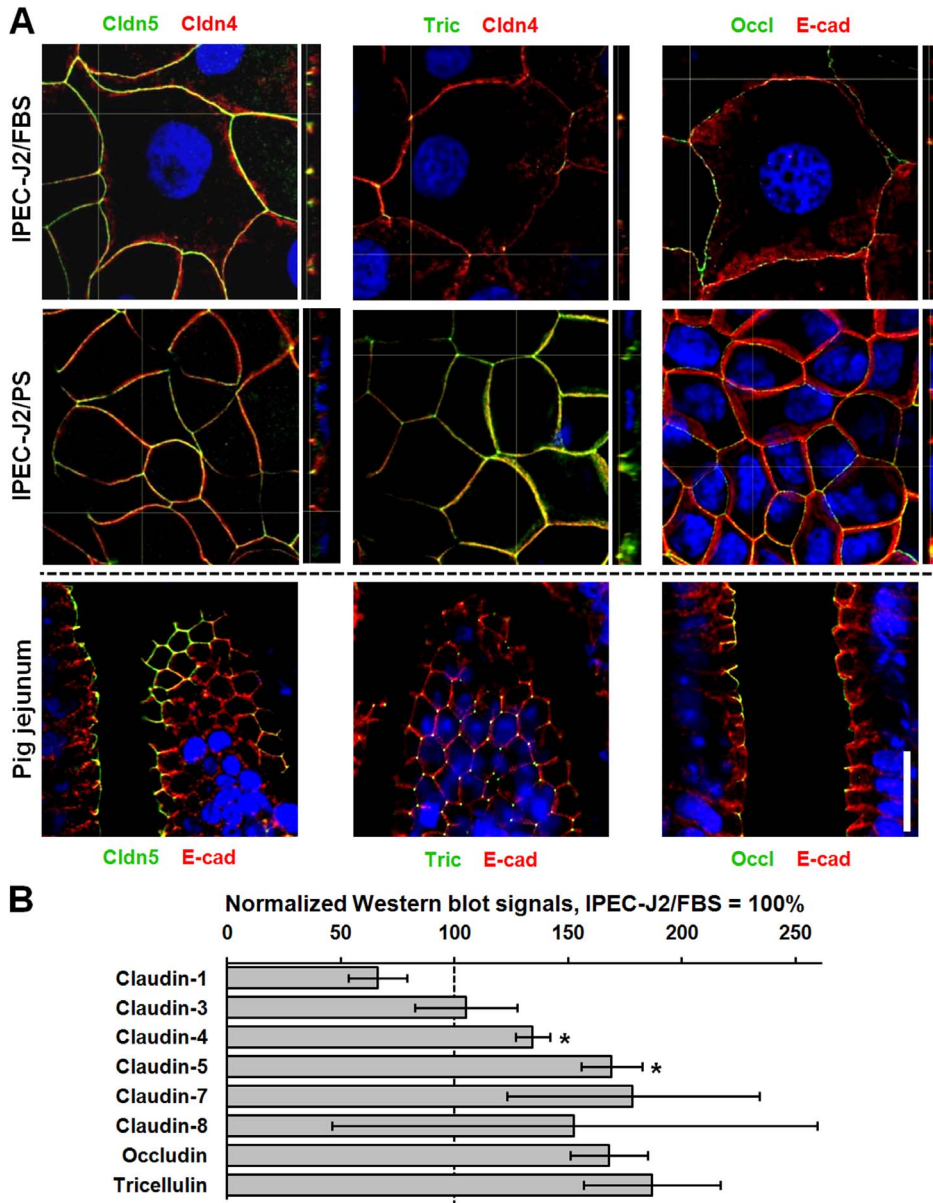 A
Cldn5 Cldn4
Tric Cldn4
Occl E-cad
IPEC-J2/FBS
IPEC-J2/PS
Pig jejunum
Cldn5 E-cad
Tric E-cad
Occl E-cad
B
Normalized Western blot signals, IPEC-J2/FBS = 100%
0 50 100 150 200 250
Claudin-1
Claudin-3
Claudin-4 *
Claudin-5 *
Claudin-7
Claudin-8
Occludin
Tricellulin